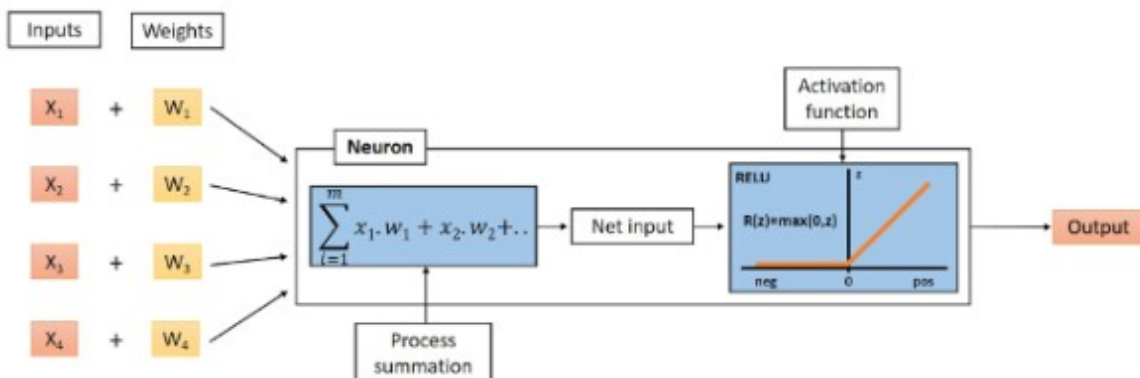 Inputs Weights
X₁ + W₁
X₂ + W₂
X₃ + W₃
X₄ + W₄
Neuron
m
∑ x₁. w₁ + x₂. w₂+..
i=1
Process
summation
Net input
Activation
function
RELU
z
R(z)=max(0,z)
neg 0 pos
Output